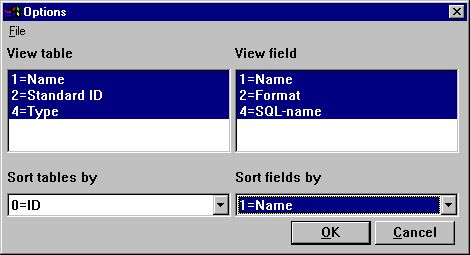 Options
File
View table
View field
1=Name
2=Standard ID
4=Type
1=Name
2=Format
4=SQL-name
Sort tables by
Sort fields by
0=ID
1=Name
OK
Cancel